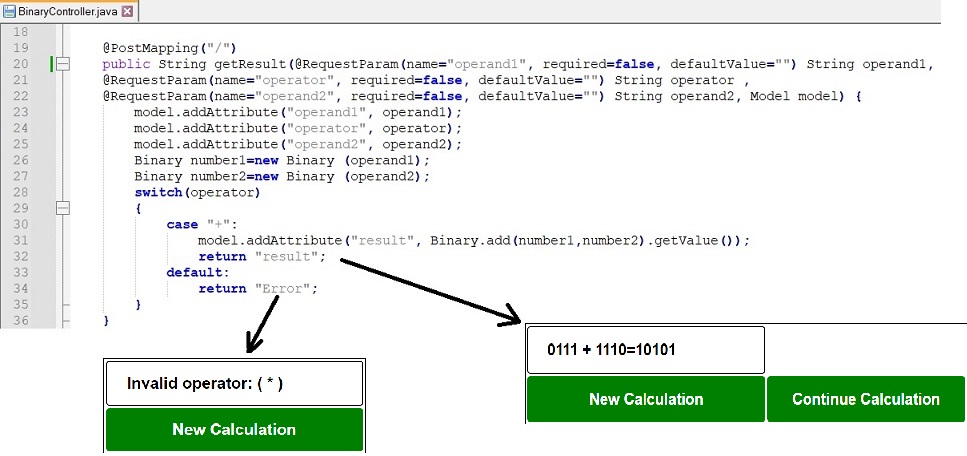 BinaryController.java
18
19 @PostMapping("/")
20 public String getResult(@RequestParam(name="operand1", required=false, defaultValue="") String operand1,
21 @RequestParam(name="operator", required=false, defaultValue="") String operator ,
22 @RequestParam(name="operand2", required=false, defaultValue="") String operand2, Model model) {
23 model.addAttribute("operand1", operand1);
24 model.addAttribute("operator", operator);
25 model.addAttribute("operand2", operand2);
26 Binary number1=new Binary (operand1);
27 Binary number2=new Binary (operand2);
28 switch(operator)
29 {
30 case "+":
31 model.addAttribute("result", Binary.add(number1,number2).getValue());
32 return "result";
33 default:
34 return "Error";
35 }
36 }
0111 + 1110=10101
New Calculation Continue Calculation
Invalid operator: ( * )
New Calculation